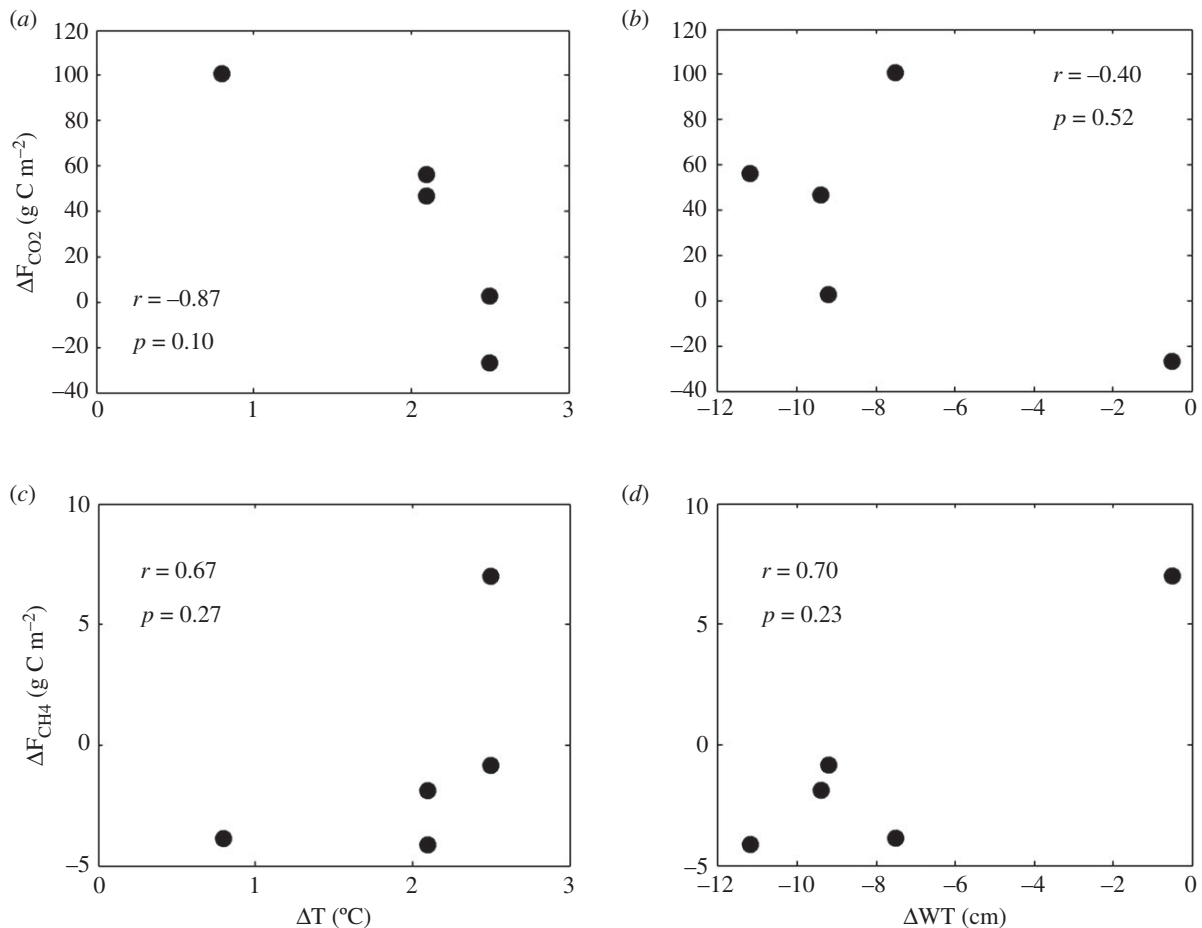 (a)
120
100
80
60
40
20
0
–20
–40
ΔF_CO2 (g C m⁻²)
r = –0.87
p = 0.10
0 1 2 3
(b)
120
100
80
60
40
20
0
–20
–40
r = –0.40
p = 0.52
–12 –10 –8 –6 –4 –2 0
(c)
10
5
0
–5
ΔF_CH4 (g C m⁻²)
r = 0.67
p = 0.27
0 1 2 3
ΔT (ºC)
(d)
10
5
0
–5
r = 0.70
p = 0.23
–12 –10 –8 –6 –4 –2 0
ΔWT (cm)